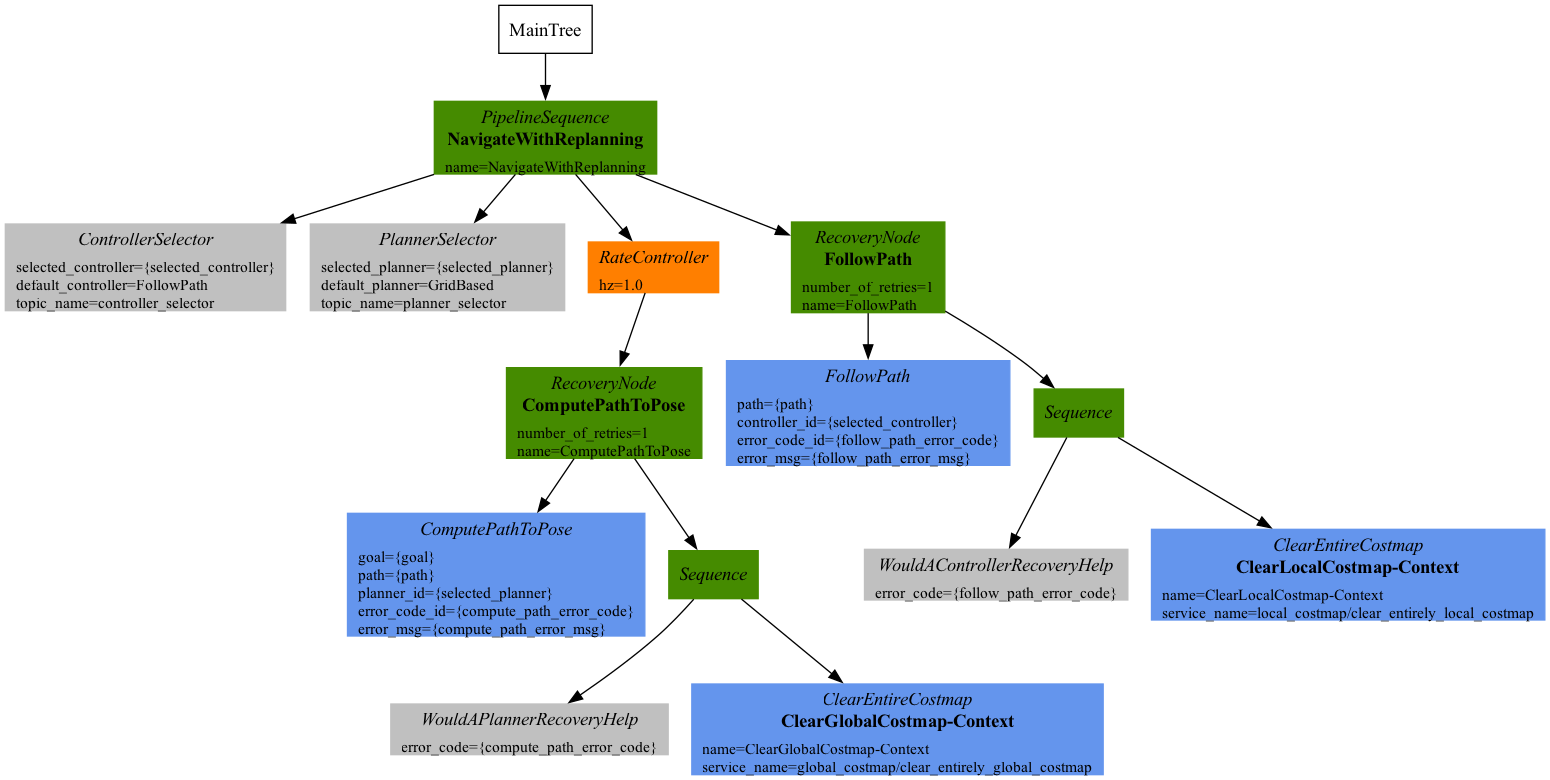 MainTree
PipelineSequence
NavigateWithReplanning
name=NavigateWithReplanning
ControllerSelector
selected_controller={selected_controller}
default_controller=FollowPath
topic_name=controller_selector
PlannerSelector
selected_planner={selected_planner}
default_planner=GridBased
topic_name=planner_selector
RateController
hz=1.0
RecoveryNode
FollowPath
number_of_retries=1
name=FollowPath
RecoveryNode
ComputePathToPose
number_of_retries=1
name=ComputePathToPose
FollowPath
path={path}
controller_id={selected_controller}
error_code_id={follow_path_error_code}
error_msg={follow_path_error_msg}
Sequence
ComputePathToPose
goal={goal}
path={path}
planner_id={selected_planner}
error_code_id={compute_path_error_code}
error_msg={compute_path_error_msg}
Sequence
WouldAControllerRecoveryHelp
error_code={follow_path_error_code}
ClearEntireCostmap
ClearLocalCostmap-Context
name=ClearLocalCostmap-Context
service_name=local_costmap/clear_entirely_local_costmap
WouldAPlannerRecoveryHelp
error_code={compute_path_error_code}
ClearEntireCostmap
ClearGlobalCostmap-Context
name=ClearGlobalCostmap-Context
service_name=global_costmap/clear_entirely_global_costmap